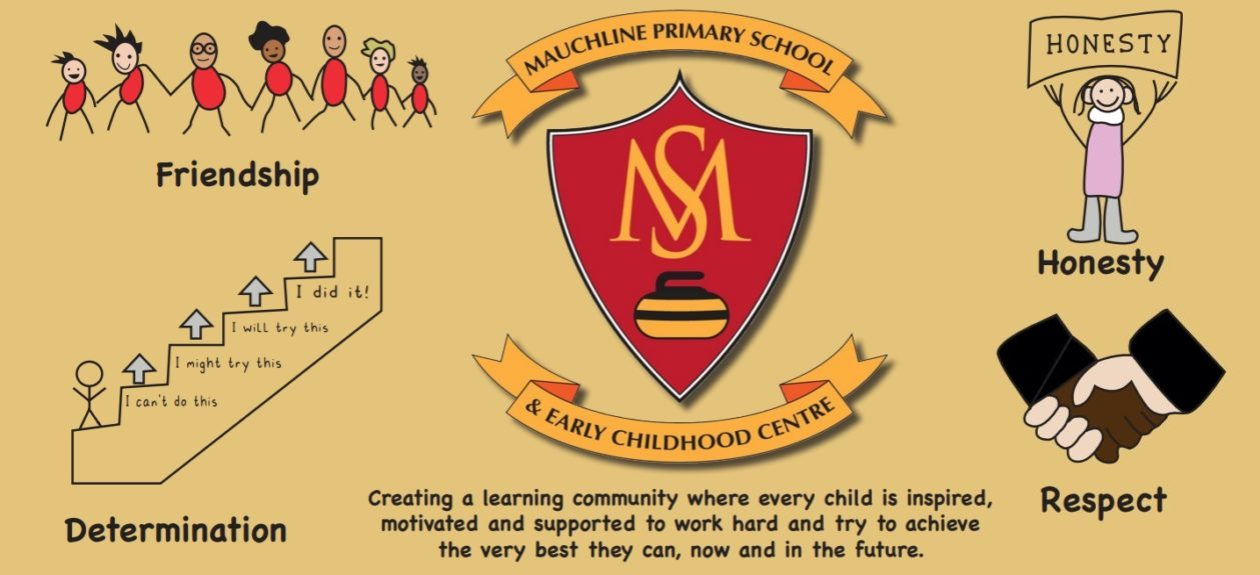 Friendship
I did it!
I will try this
I might try this
I can't do this
Determination
MAUCHLINE PRIMARY SCHOOL
MS
& EARLY CHILDHOOD CENTRE
Creating a learning community where every child is inspired,
motivated and supported to work hard and try to achieve
the very best they can, now and in the future.
HONESTY
Honesty
Respect